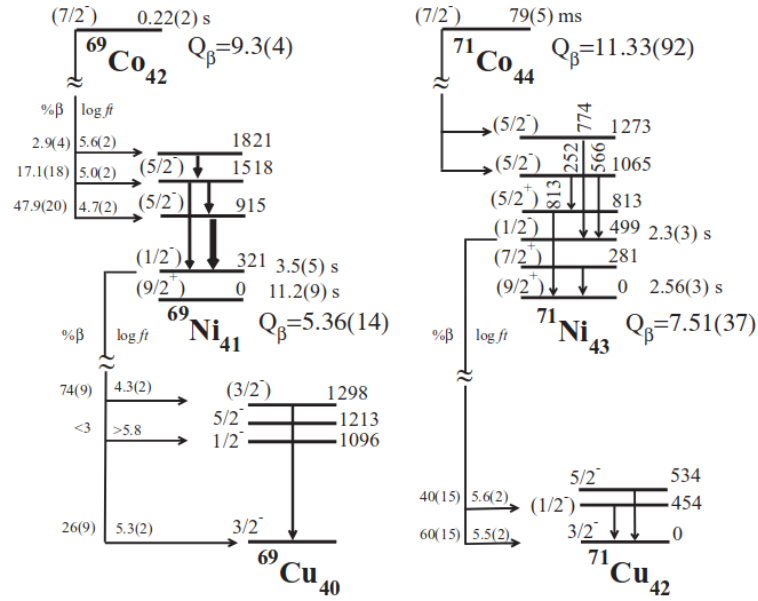 (7/2⁻) 0.22(2) s
⁶⁹Co₄₂ Qβ=9.3(4)
%β log ft
2.9(4) 5.6(2) 1821
17.1(18) 5.0(2) (5/2⁻) 1518
47.9(20) 4.7(2) (5/2⁻) 915
(1/2⁻) 321 3.5(5) s
(9/2⁺) 0 11.2(9) s
⁶⁹Ni₄₁ Qβ=5.36(14)
%β log ft
74(9) 4.3(2) (3/2⁻) 1298
5/2⁻ 1213
<3 >5.8 1/2⁻ 1096
26(9) 5.3(2) 3/2⁻
⁶⁹Cu₄₀
(7/2⁻) 79(5) ms
⁷¹Co₄₄ Qβ=11.33(92)
774
(5/2⁻) 1273
252 566
(5/2⁻) 1065
813
(5/2⁺) 813
(1/2⁻) 499 2.3(3) s
(7/2⁺) 281
(9/2⁺) 0 2.56(3) s
⁷¹Ni₄₃ Qβ=7.51(37)
%β log ft
5/2⁻ 534
40(15) 5.6(2) (1/2⁻) 454
60(15) 5.5(2) 3/2⁻ 0
⁷¹Cu₄₂